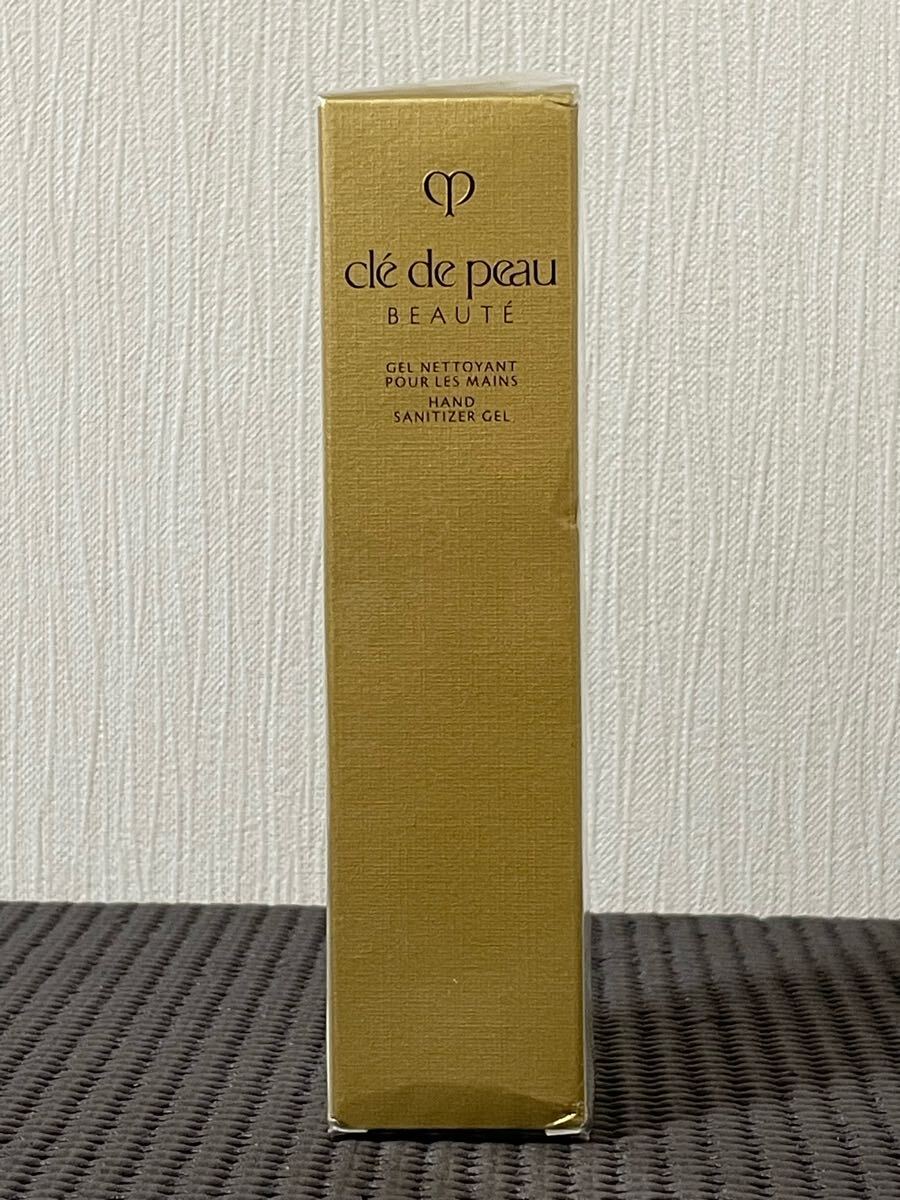 clé de peau
BEAUTÉ
GEL NETTOYANT
POUR LES MAINS
HAND
SANITIZER GEL